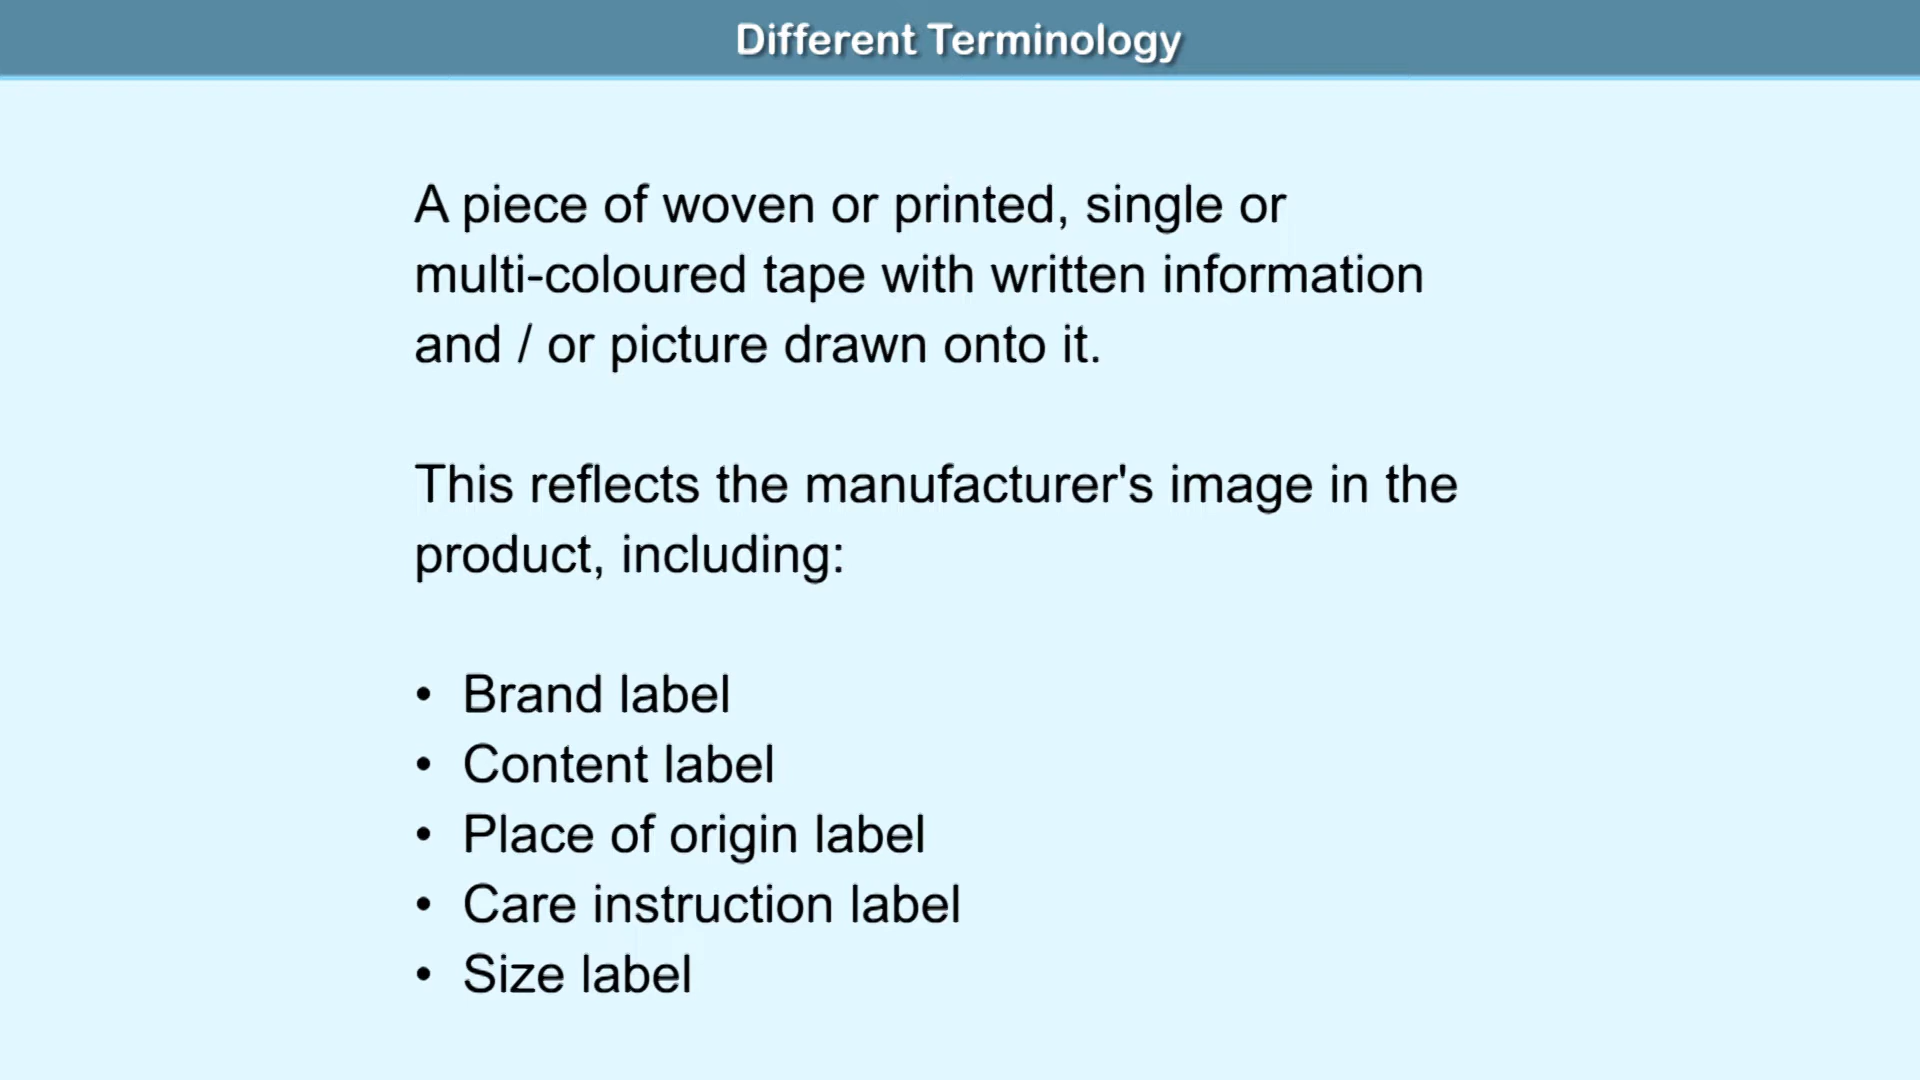 Different Terminology
A piece of woven or printed, single or
multi-coloured tape with written information
and / or picture drawn onto it.
This reflects the manufacturer's image in the
product, including:
• Brand label
• Content label
• Place of origin label
• Care instruction label
• Size label